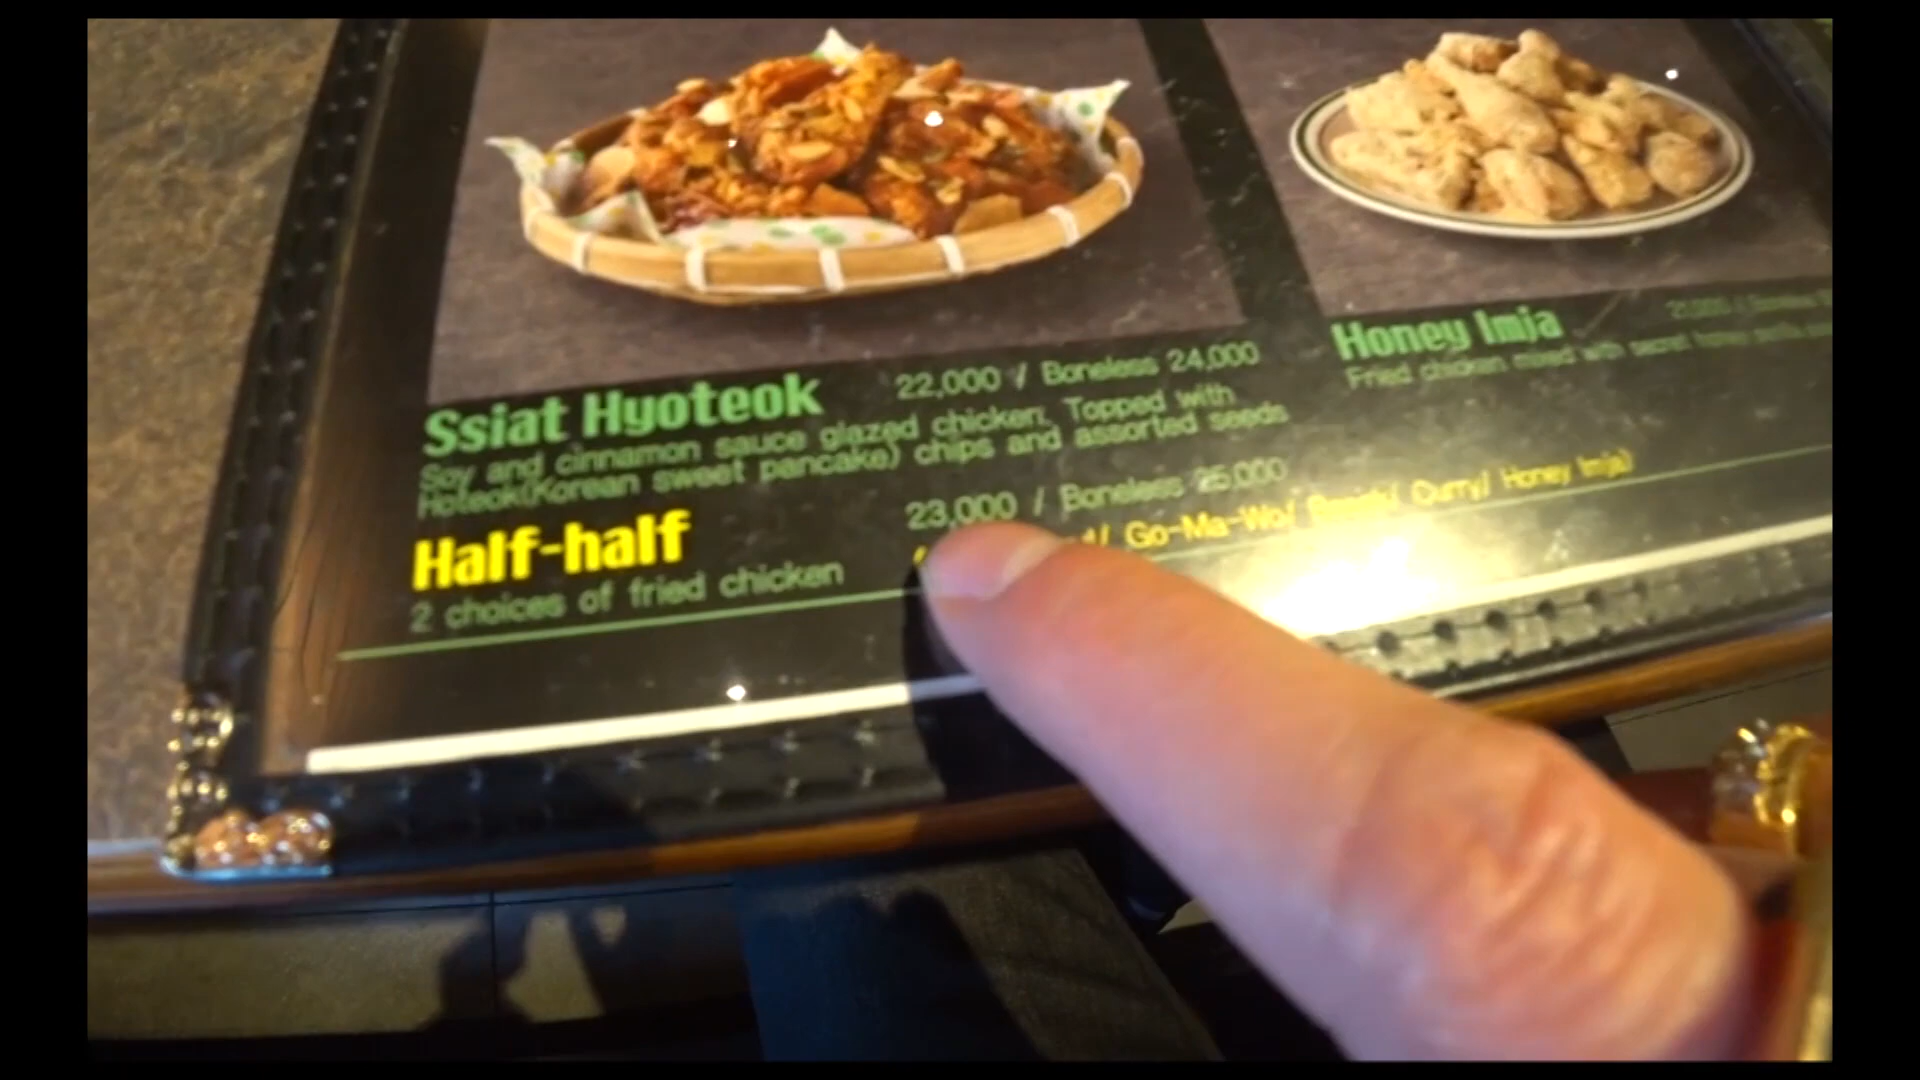 Ssiat Hyoteok 22,000 / Boneless 24,000
Soy and cinnamon sauce glazed chicken. Topped with
Hoteok(Korean sweet pancake) chips and assorted seeds
Half-half 23,000 / Boneless 25,000
2 choices of fried chicken
/ Go-Ma-Wo/ Curry/ Honey Imja)
Honey Imja
Fried chicken mixed with secret honey